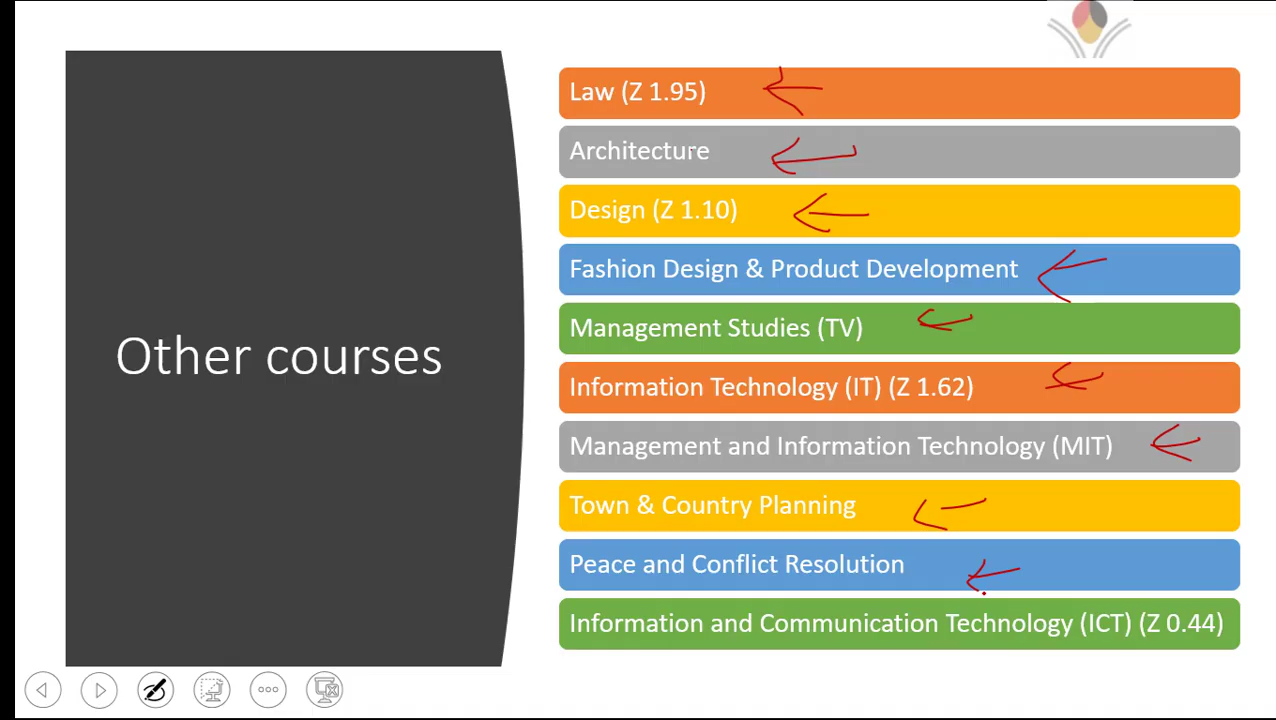 Other courses
Law (Z 1.95)
Architecture
Design (Z 1.10)
Fashion Design & Product Development
Management Studies (TV)
Information Technology (IT) (Z 1.62)
Management and Information Technology (MIT)
Town & Country Planning
Peace and Conflict Resolution
Information and Communication Technology (ICT) (Z 0.44)